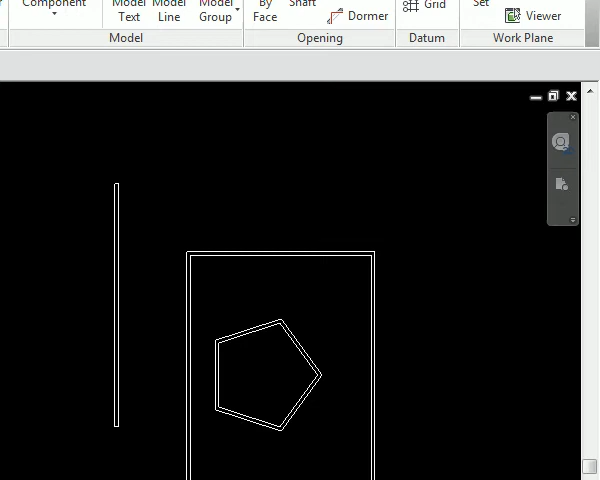 Component Model Model Model By Shaft Grid Set
Text Line Group Face Dormer Viewer
Model Opening Datum Work Plane